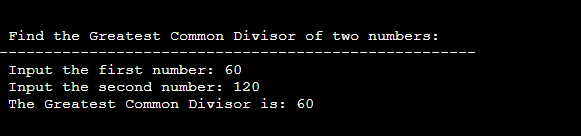 Find the Greatest Common Divisor of two numbers:
----------------------------------------------------
Input the first number: 60
Input the second number: 120
The Greatest Common Divisor is: 60